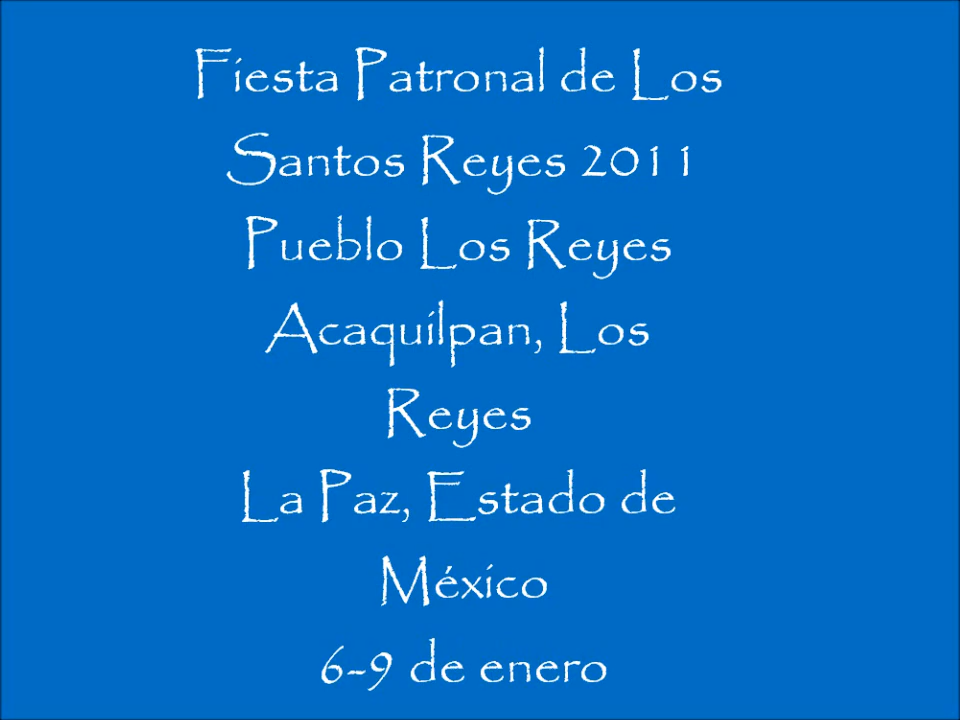 Fiesta Patronal de Los
Santos Reyes 2011
Pueblo Los Reyes
Acaquilpan, Los
Reyes
La Paz, Estado de
México
6-9 de enero